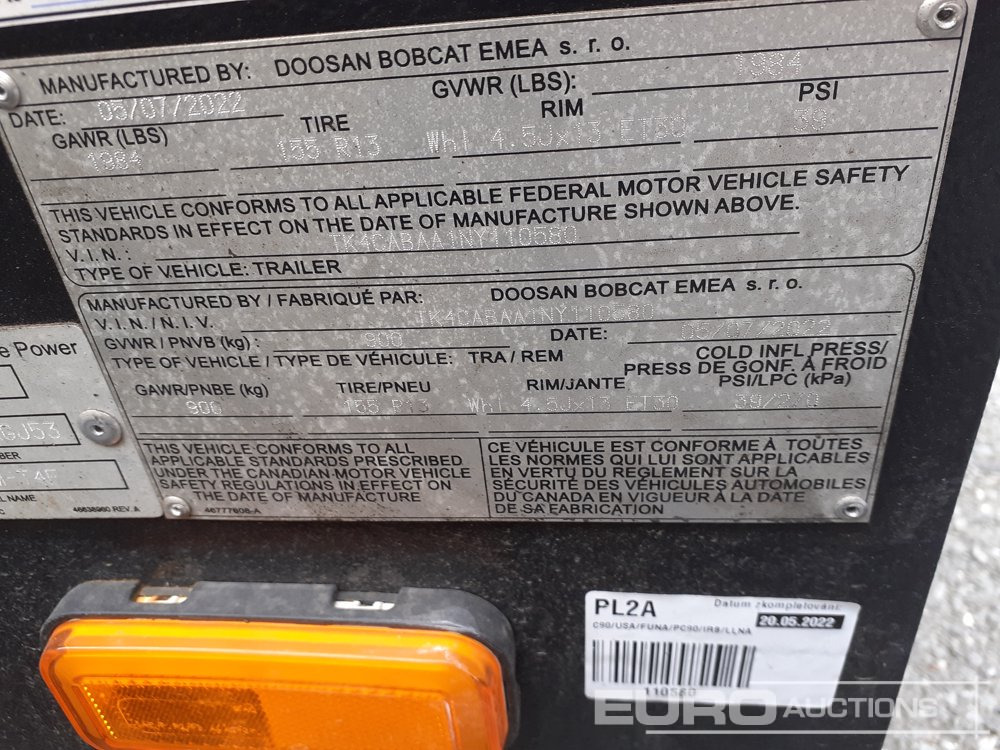 MANUFACTURED BY: DOOSAN BOBCAT EMEA s. r. o.
DATE: 05/07/2022 GVWR (LBS): 1984
GAWR (LBS) TIRE RIM PSI
1984 155 R13 Whl 4.5Jx13 ET30 39
THIS VEHICLE CONFORMS TO ALL APPLICABLE FEDERAL MOTOR VEHICLE SAFETY
STANDARDS IN EFFECT ON THE DATE OF MANUFACTURE SHOWN ABOVE.
V.I.N.: TK4CABAA1NY110580
TYPE OF VEHICLE: TRAILER
MANUFACTURED BY / FABRIQUÉ PAR: DOOSAN BOBCAT EMEA s. r. o.
V.I.N./N.I.V. TK4CABAA1NY110580
GVWR / PNVB (kg): 900 DATE: 05/07/2022
TYPE OF VEHICLE / TYPE DE VÉHICULE: TRA / REM
COLD INFL PRESS/
PRESS DE GONF. À FROID
GAWR/PNBE (kg) TIRE/PNEU RIM/JANTE PSI/LPC (kPa)
900 155 R13 Whl 4.5Jx13 ET30 39/270
THIS VEHICLE CONFORMS TO ALL
APPLICABLE STANDARDS PRESCRIBED
UNDER THE CANADIAN MOTOR VEHICLE
SAFETY REGULATIONS IN EFFECT ON
THE DATE OF MANUFACTURE
46777608-A
CE VÉHICULE EST CONFORME À TOUTES
LES NORMES QUI LUI SONT APPLICABLES
EN VERTU DU REGLEMENT SUR LA
SÉCURITÉ DES VÉHICULES AUTOMOBILES
DU CANADA EN VIGUEUR À LA DATE
DE SA FABRICATION
e Power
GJ53
BER
-T4F
EL NAME
46638960 REV. A
PL2A
Datum zkompletování
20.05.2022
C90/USA/FUNA/PC90/IRS/LLNA
110580
EURO AUCTIONS